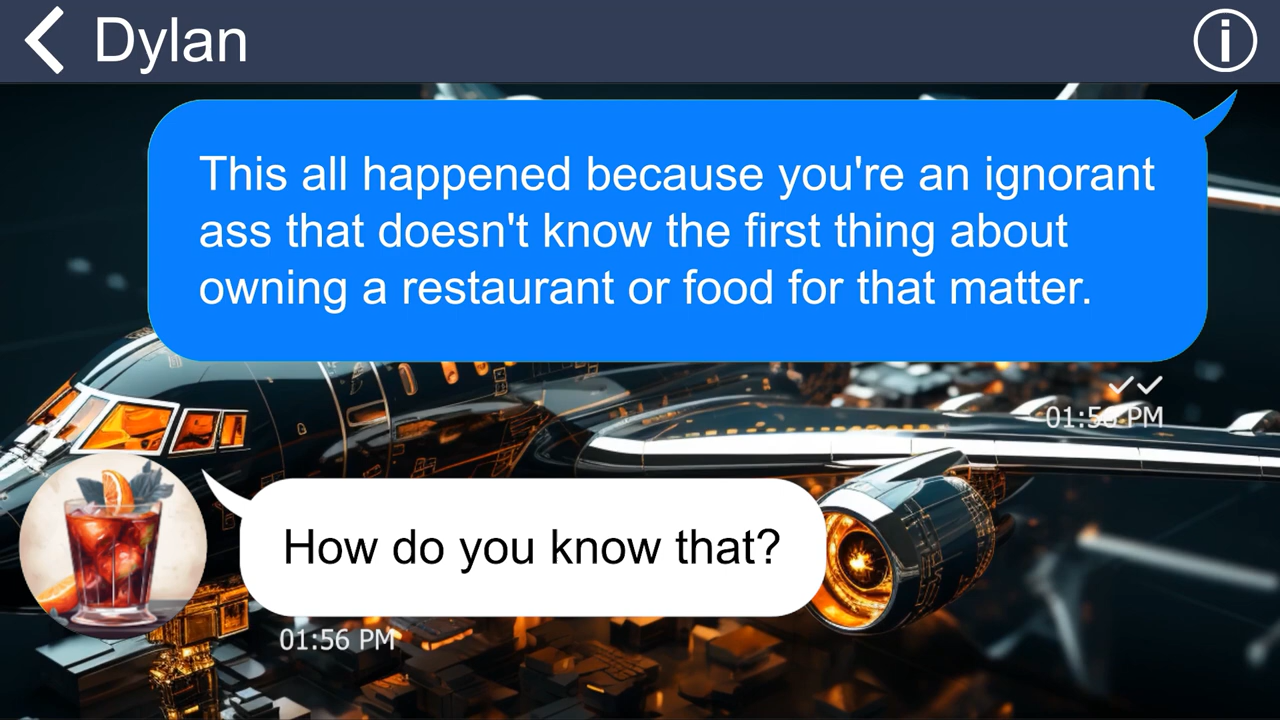 Dylan
This all happened because you're an ignorant
ass that doesn't know the first thing about
owning a restaurant or food for that matter.
PM
How do you know that?
01:56 PM